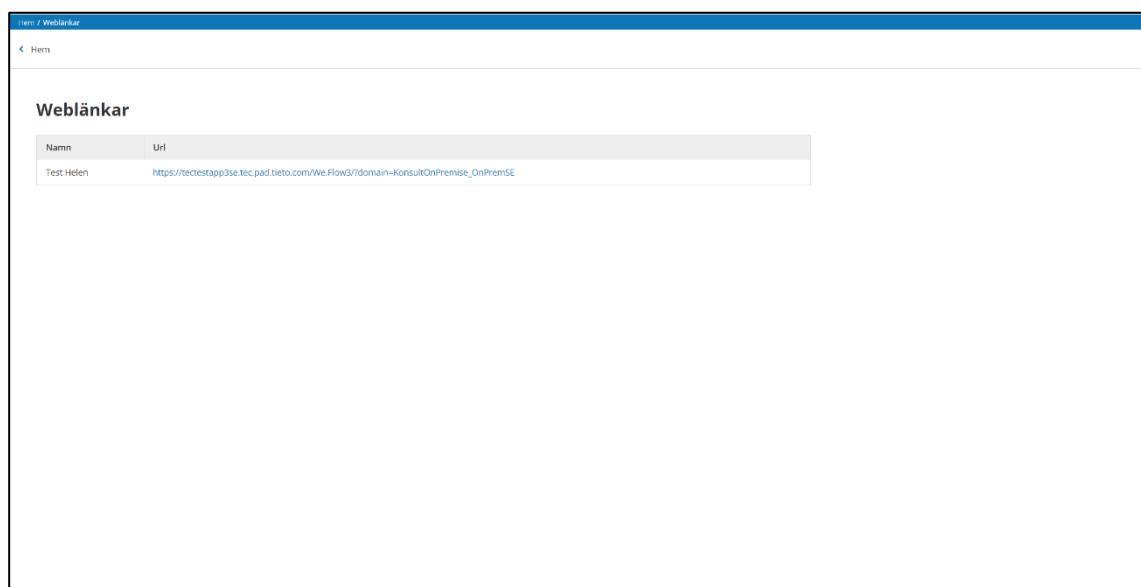 Hem / Weblänkar
Hem
Weblänkar
Namn Url
Test Helen https://tectestapp3se.tec.pad.tieto.com/We.Flow3/?domain=KonsultOnPremise_OnPremSE